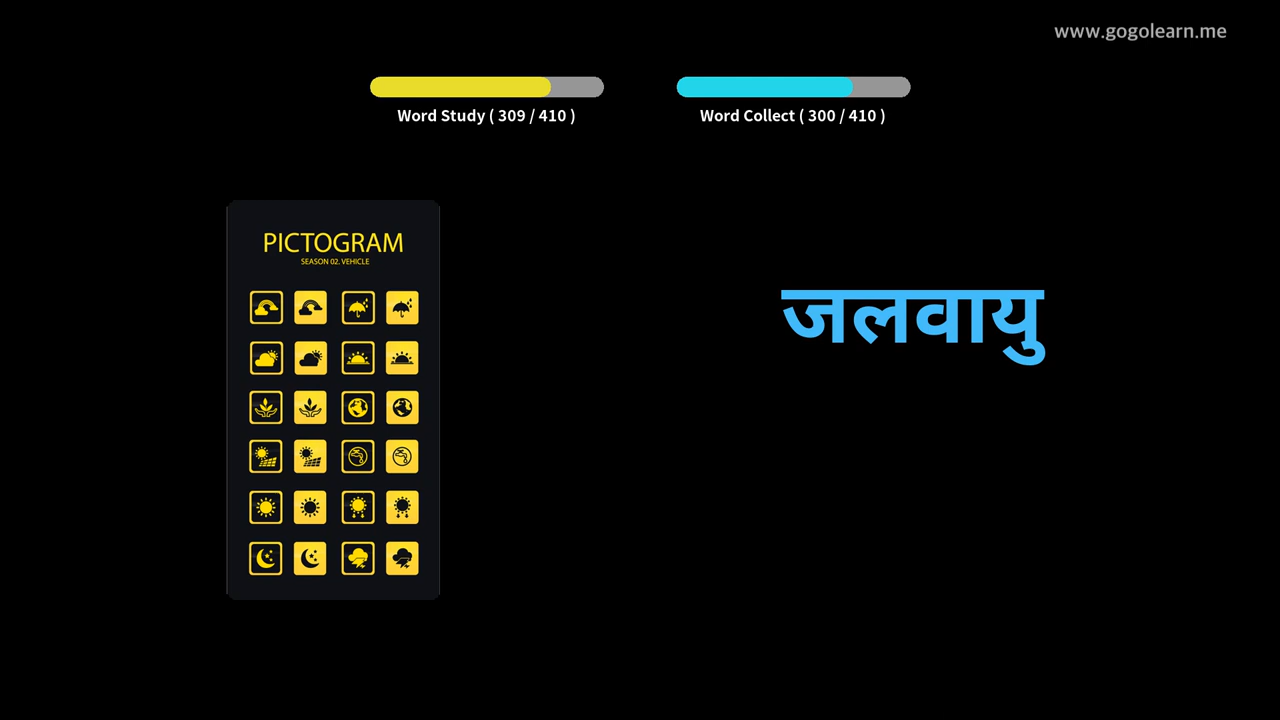 www.gogolearn.me
Word Study ( 309 / 410 )
Word Collect ( 300 / 410 )
PICTOGRAM
SEASON 02. VEHICLE
जलवायु